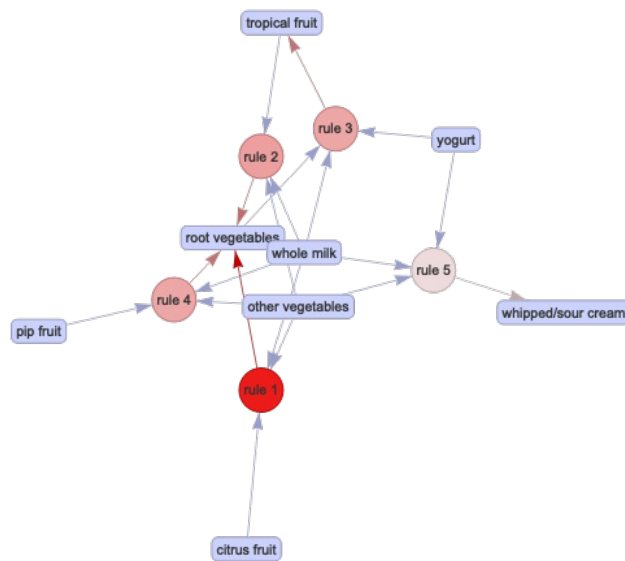 tropical fruit
rule 3
yogurt
rule 2
root vegetables
whole milk
rule 5
rule 4
other vegetables
whipped/sour cream
pip fruit
rule 1
citrus fruit